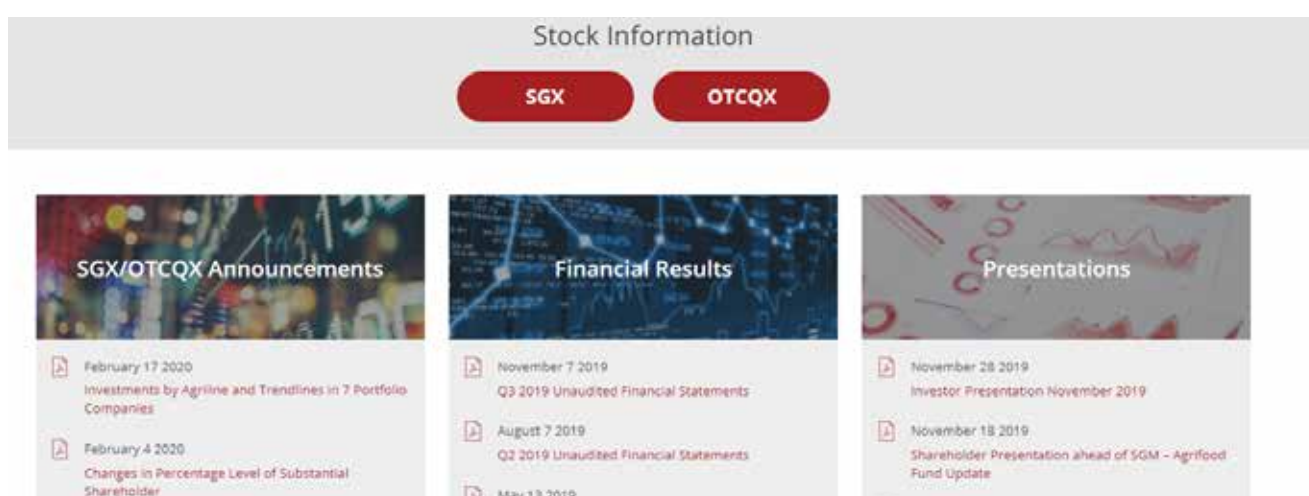 Stock Information
SGX
OTCQX
SGX/OTCQX Announcements
February 17 2020
Investments by Agriline and Trendlines in 7 Portfolio
Companies
February 4 2020
Changes in Percentage Level of Substantial
Shareholder
Financial Results
November 7 2019
Q3 2019 Unaudited Financial Statements
August 7 2019
Q2 2019 Unaudited Financial Statements
May 13 2019
Presentations
November 28 2019
Investor Presentation November 2019
November 18 2019
Shareholder Presentation ahead of SGM – Agrifood
Fund Update